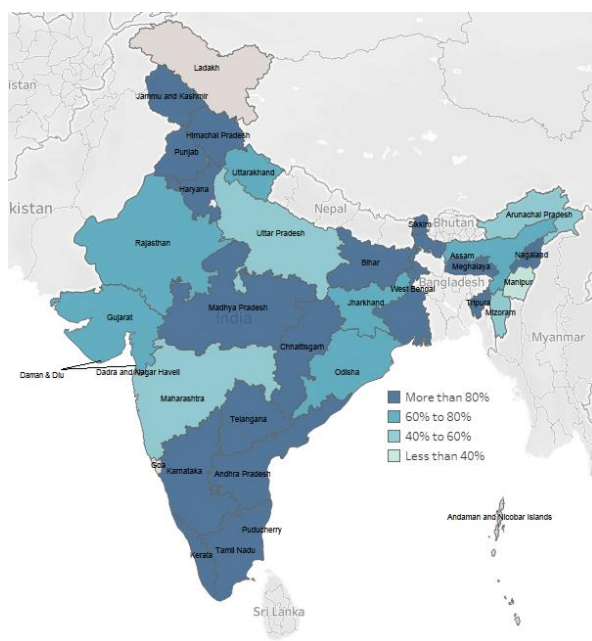 Ladakh
Jammu and Kashmir
Himachal Pradesh
Punjab
Uttarakhand
Haryana
kistan
Nepal
Bhutan
Arunachal Pradesh
Sikkim
Uttar Pradesh
Rajasthan
Assam
Nagaland
Bihar
Meghalaya
Bangladesh
Manipur
West Bengal
Jharkhand
Tripura
Mizoram
Madhya Pradesh
India
Gujarat
Myanmar
Chhattisgarh
Daman & Diu
Dadra and Nagar Haveli
Odisha
Maharashtra
More than 80%
60% to 80%
40% to 60%
Less than 40%
Telangana
Goa
Karnataka
Andhra Pradesh
Puducherry
Andaman and Nicobar Islands
Kerala
Tamil Nadu
Sri Lanka